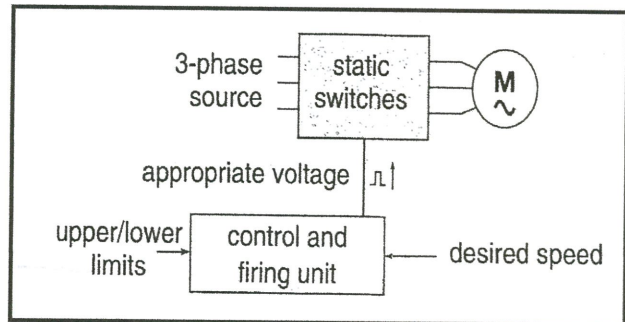 3-phase
source
static
switches
M
~
appropriate voltage
upper/lower
limits
control and
firing unit
desired speed